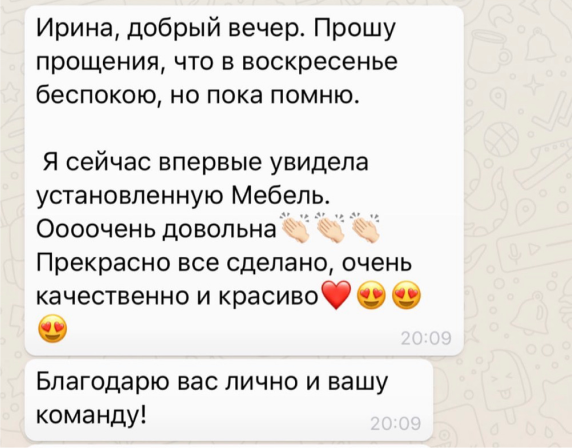 Ирина, добрый вечер. Прошу
прощения, что в воскресенье
беспокою, но пока помню.
Я сейчас впервые увидела
установленную Мебель.
Оооочень довольна👏🏻👏🏻👏🏻
Прекрасно все сделано, очень
качественно и красиво❤️😍😍
😍
20:09
Благодарю вас лично и вашу
команду!
20:09